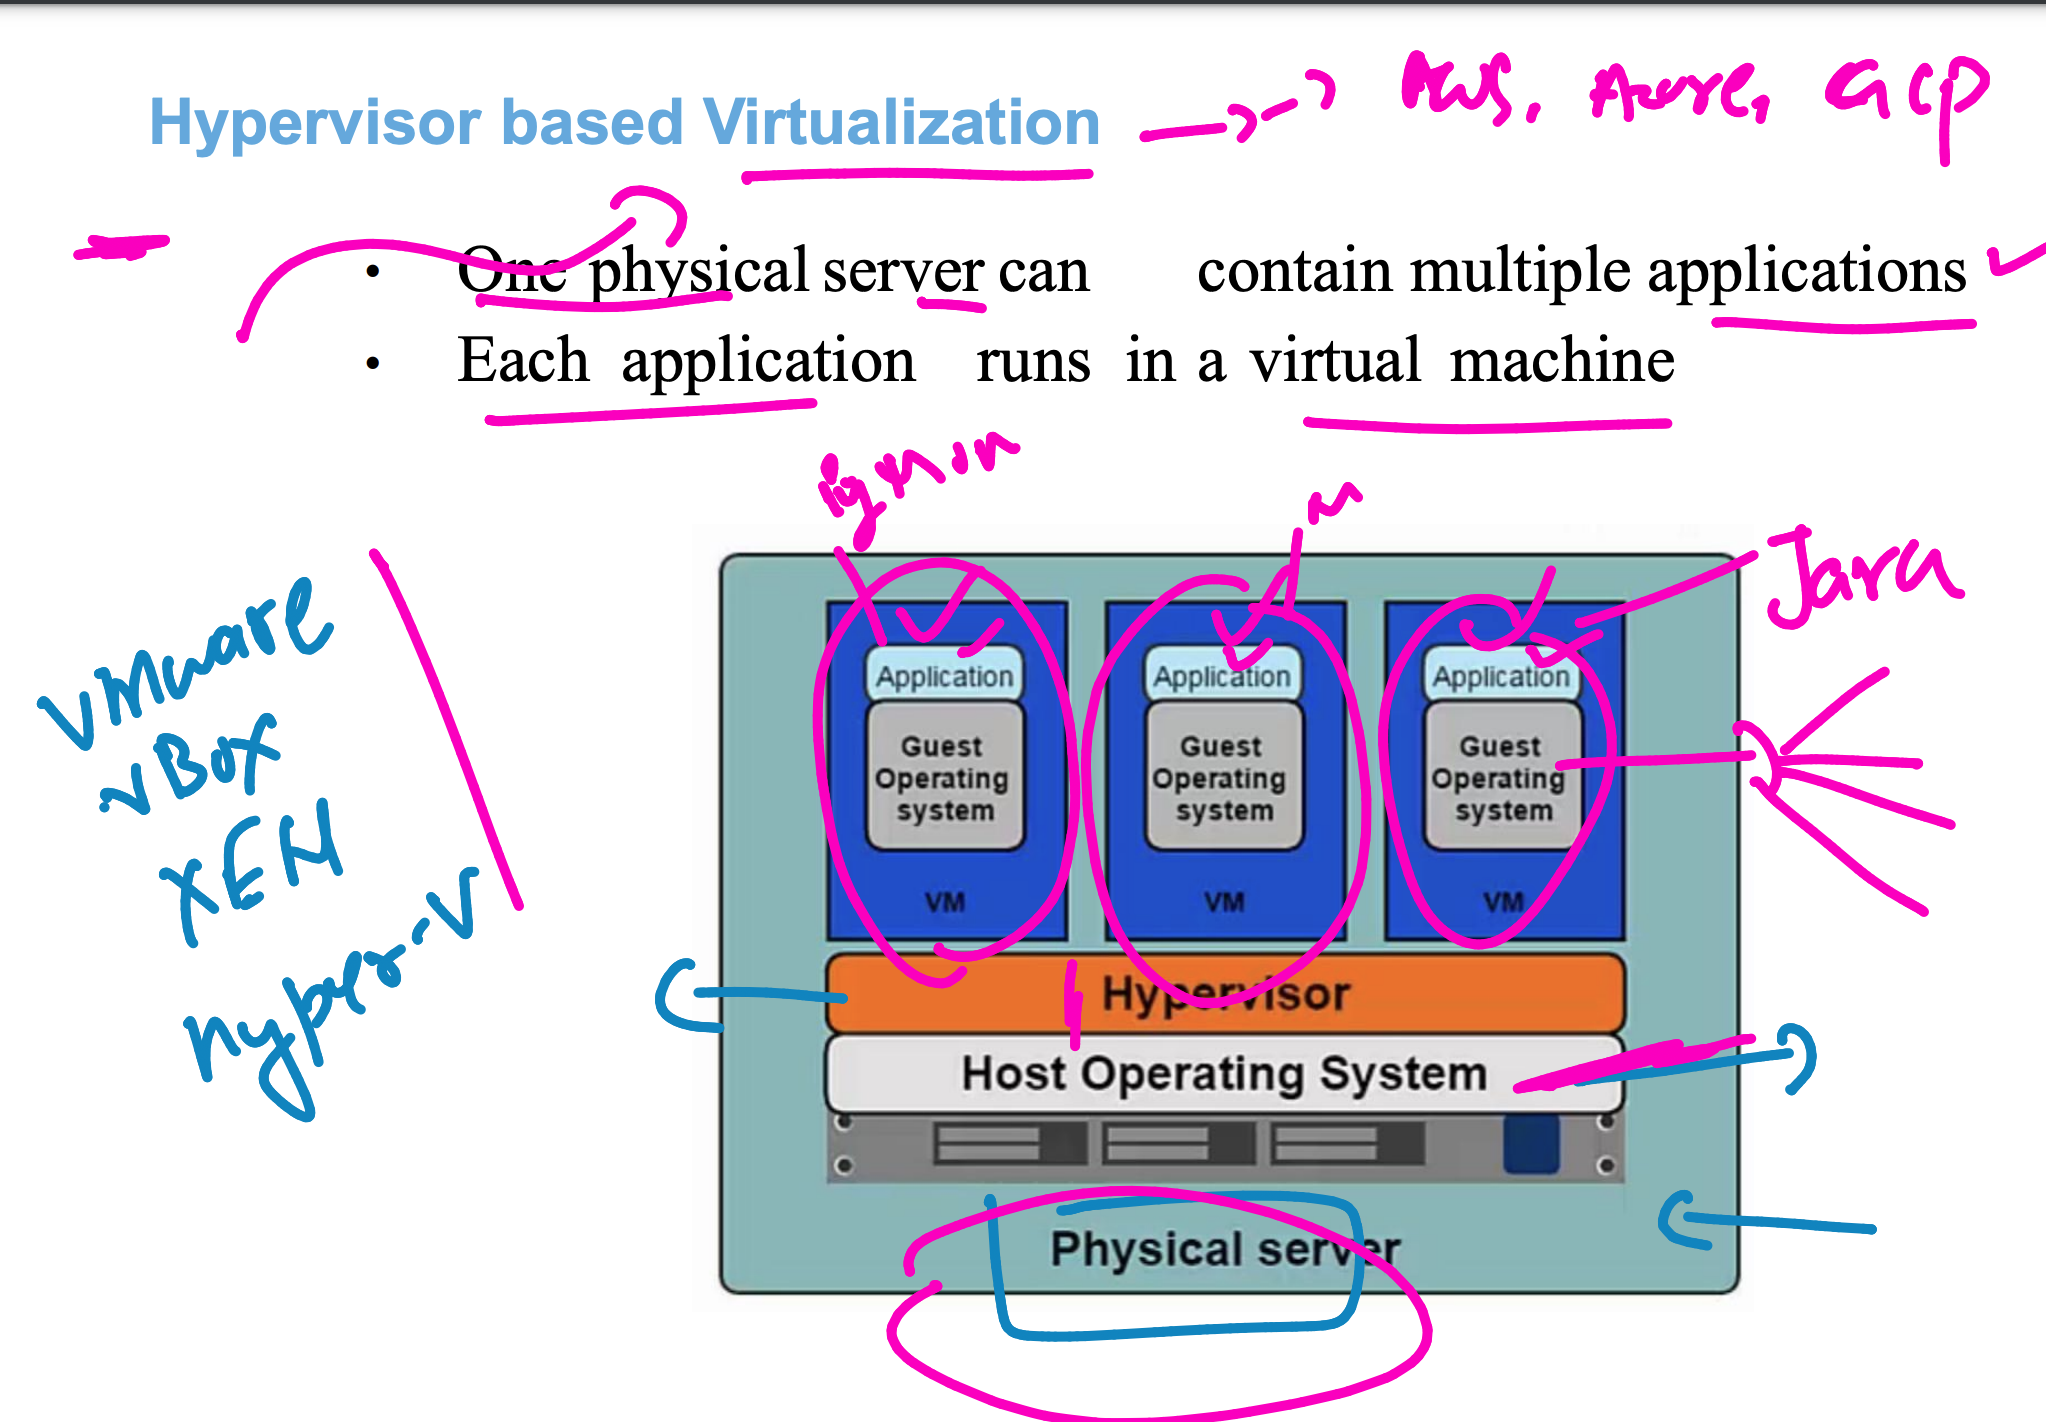 Hypervisor based Virtualization AWS, Azure, GCP
• One physical server can contain multiple applications
• Each application runs in a virtual machine
Java
VMware
VBox
XEN
Hyper-V
Application Application Application
Guest Guest Guest
Operating Operating Operating
system system system
VM VM VM
Hypervisor
Host Operating System
Physical server